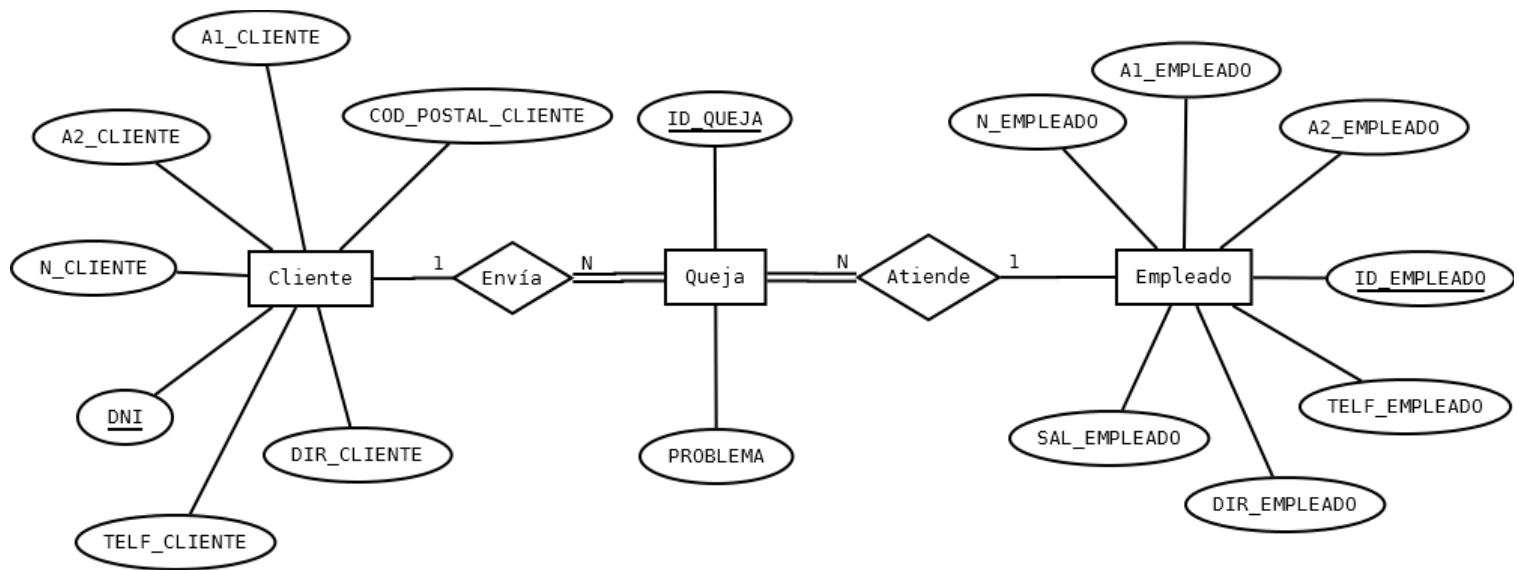 A1_CLIENTE
A2_CLIENTE
COD_POSTAL_CLIENTE
N_CLIENTE
Cliente
DNI
DIR_CLIENTE
TELF_CLIENTE
1
Envía
N
ID_QUEJA
Queja
PROBLEMA
N
Atiende
1
A1_EMPLEADO
N_EMPLEADO
A2_EMPLEADO
Empleado
ID_EMPLEADO
TELF_EMPLEADO
SAL_EMPLEADO
DIR_EMPLEADO